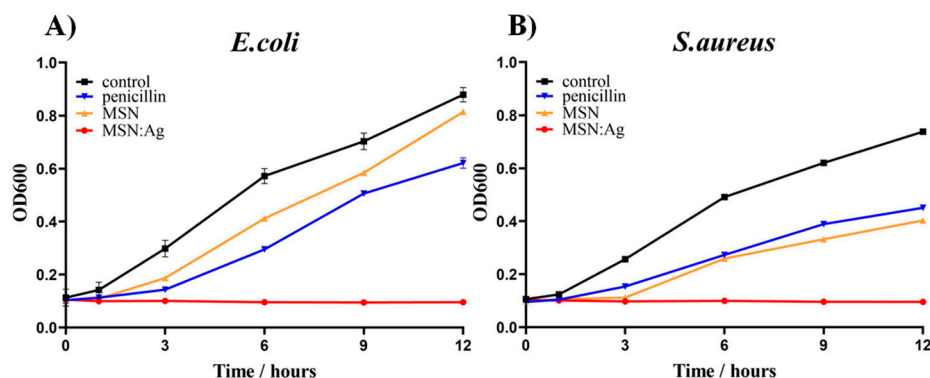 A)
E.coli
1.0
0.8
0.6
0.4
0.2
0.0
OD600
control
penicillin
MSN
MSN:Ag
0
3
6
9
12
Time / hours
B)
S.aureus
1.0
0.8
0.6
0.4
0.2
0.0
OD600
control
penicillin
MSN
MSN:Ag
0
3
6
9
12
Time / hours